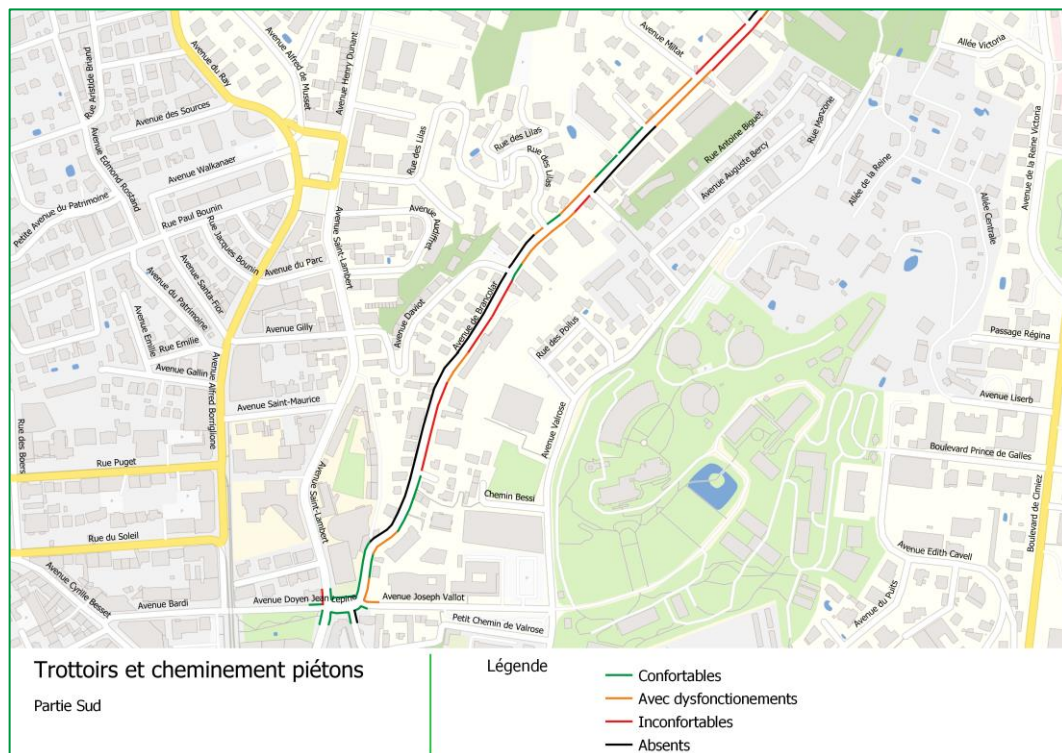 Avenue Miltat
Allée Victoria
Avenue du Ray
Avenue Alfred de Musset
Avenue Henry Dunant
Rue Aristide Briand
Avenue des Sources
Rue Manzone
Rue Antoine Biguet
Rue des Lilas
Rue des Lilas
Rue des Lilas
Avenue Auguste Bercy
Avenue de la Reine Victoria
Avenue Edmond Rostand
Avenue Walkanaer
Allée de la Reine
Allée Centrale
Petite Avenue du Patrimoine
Rue Paul Bounin
Rue Jacques Bounin
Avenue Audiffret
Avenue Saint-Lambert
Avenue du Parc
Avenue Santa-Fior
Avenue du Patrimoine
Avenue Daviot
Avenue de Brancolar
Avenue Emilie
Rue Emilie
Avenue Gilly
Rue des Poilus
Passage Régina
Avenue Gallin
Avenue Alfred Borriglione
Avenue Saint-Maurice
Avenue Liserb
Avenue Valrose
Rue des Boers
Rue Puget
Avenue Saint-Lambert
Boulevard Prince de Galles
Chemin Bessi
Boulevard de Cimiez
Rue du Soleil
Avenue Edith Cavell
Avenue Cyrille Besset
Avenue Bardi
Avenue Doyen Jean Lépine
Avenue Joseph Vallot
Petit Chemin de Valrose
Avenue du Puits
Trottoirs et cheminement piétons
Partie Sud
Légende
Confortables
Avec dysfonctionements
Inconfortables
Absents